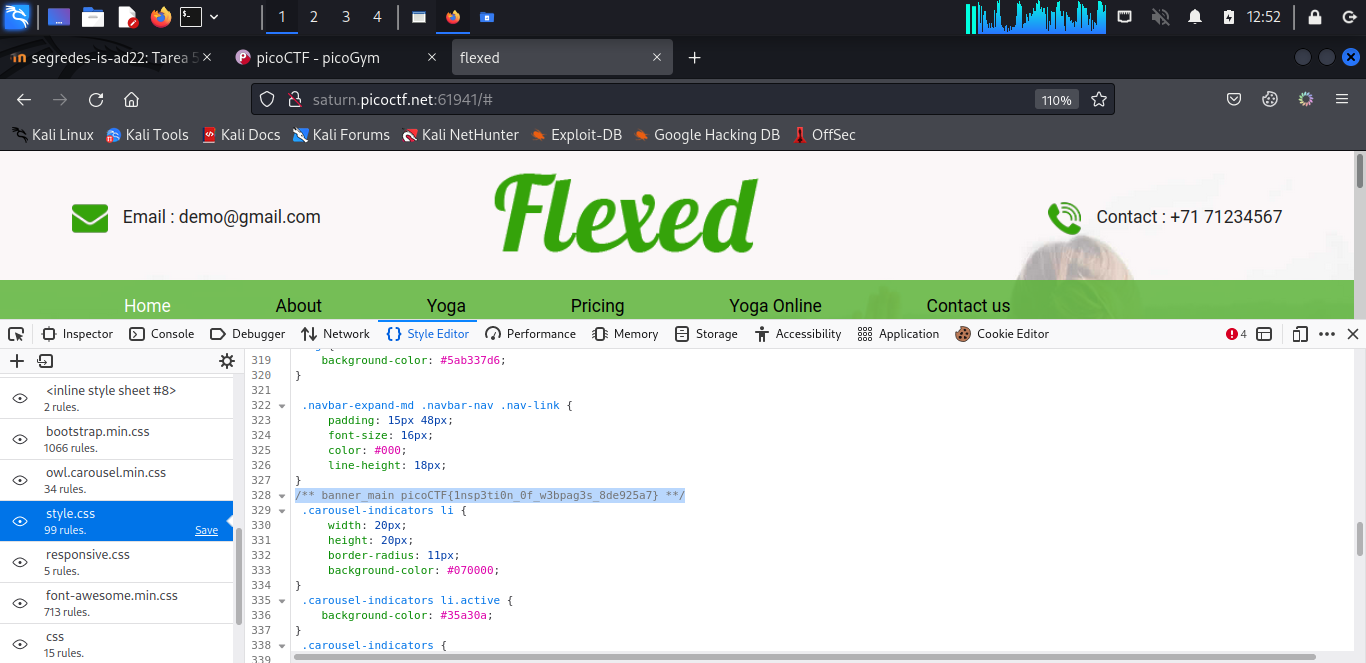 1 2 3 4 12:52
segredes-is-ad22: Tarea 5 picoCTF - picoGym flexed
saturn.picoctf.net:61941/# 110%
Kali Linux Kali Tools Kali Docs Kali Forums Kali NetHunter Exploit-DB Google Hacking DB OffSec
Email : demo@gmail.com Flexed Contact : +71 71234567
Home About Yoga Pricing Yoga Online Contact us
Inspector Console Debugger Network Style Editor Performance Memory Storage Accessibility Application Cookie Editor 4
<inline style sheet #8>
2 rules.
bootstrap.min.css
1066 rules.
owl.carousel.min.css
34 rules.
style.css
99 rules. Save
responsive.css
5 rules.
font-awesome.min.css
713 rules.
css
15 rules.
319 background-color: #5ab337d6;
320 }
321
322 .navbar-expand-md .navbar-nav .nav-link {
323 padding: 15px 48px;
324 font-size: 16px;
325 color: #000;
326 line-height: 18px;
327 }
328 /** banner_main picoCTF{1nsp3ti0n_0f_w3bpag3s_8de925a7} **/
329 .carousel-indicators li {
330 width: 20px;
331 height: 20px;
332 border-radius: 11px;
333 background-color: #070000;
334 }
335 .carousel-indicators li.active {
336 background-color: #35a30a;
337 }
338 .carousel-indicators {
339